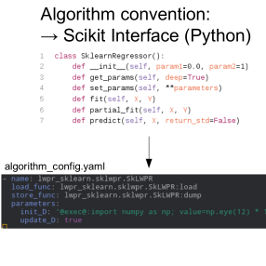 Algorithm convention:
→ Scikit Interface (Python)
1 class SklearnRegressor():
2 def __init__(self, param1=0.0, param2=1)
3 def get_params(self, deep=True)
4 def set_params(self, **parameters)
5 def fit(self, X, Y)
6 def partial_fit(self, X, Y)
7 def predict(self, X, return_std=False)
algorithm_config.yaml
- name: lwpr_sklearn.sklwpr.SkLWPR
load_func: lwpr_sklearn.sklwpr.SkLWPR:load
store_func: lwpr_sklearn.sklwpr.SkLWPR:dump
parameters:
init_D: '@exec@:import numpy as np; value=np.eye(12) *
update_D: true